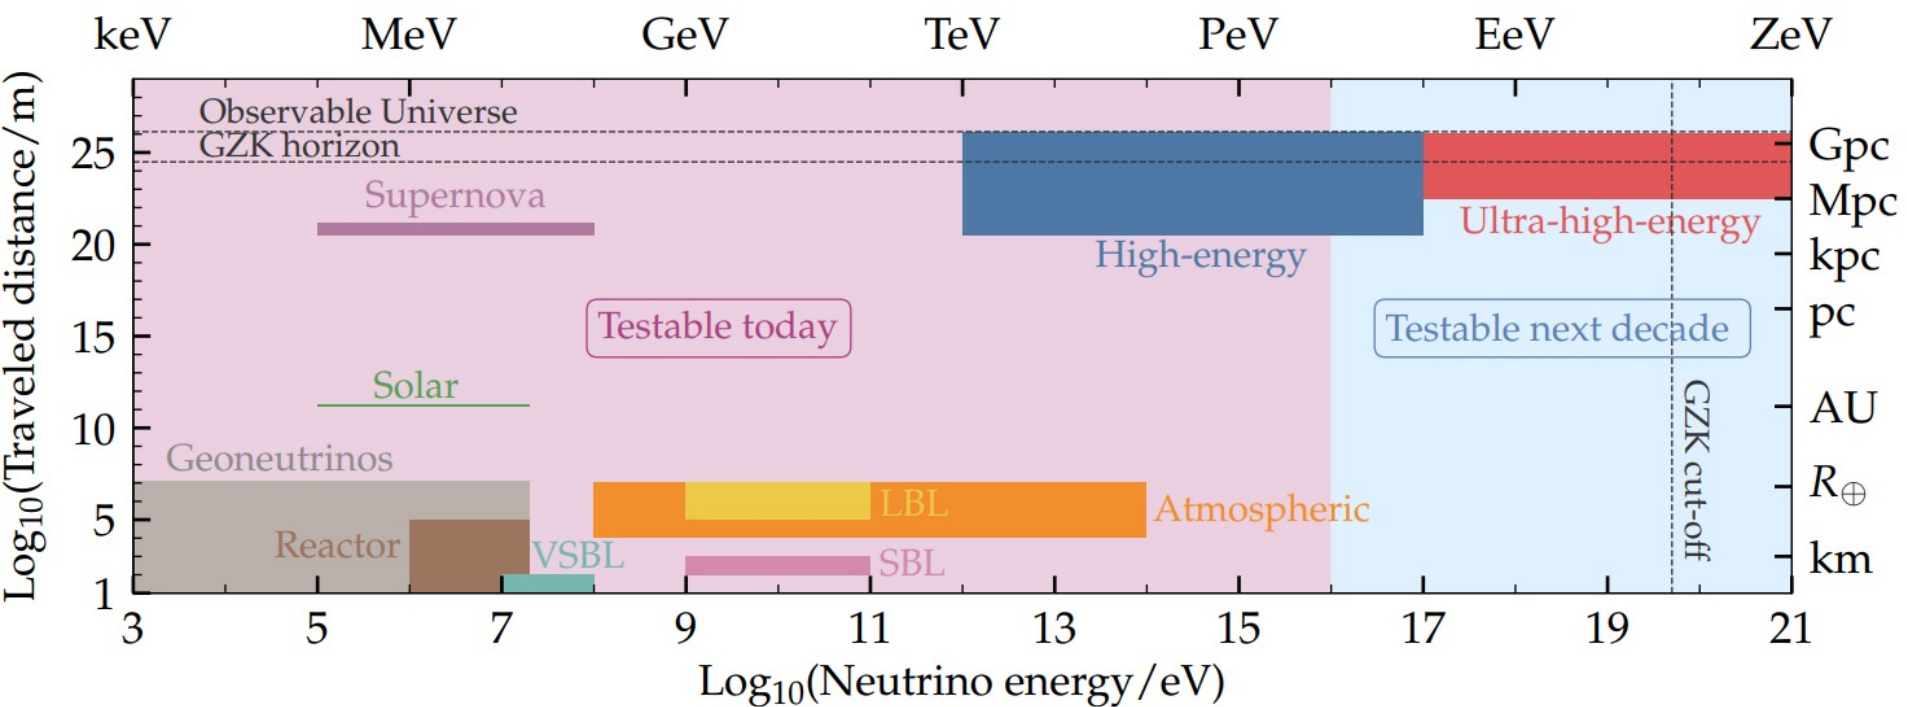 keV MeV GeV TeV PeV EeV ZeV
Log10(Traveled distance/m)
25
20
15
10
5
1
Observable Universe
GZK horizon
Supernova
High-energy
Ultra-high-energy
Testable today
Testable next decade
Solar
Geoneutrinos
Reactor
VSBL
LBL
SBL
Atmospheric
GZK cut-off
Gpc
Mpc
kpc
pc
AU
R⊕
km
3 5 7 9 11 13 15 17 19 21
Log10(Neutrino energy/eV)